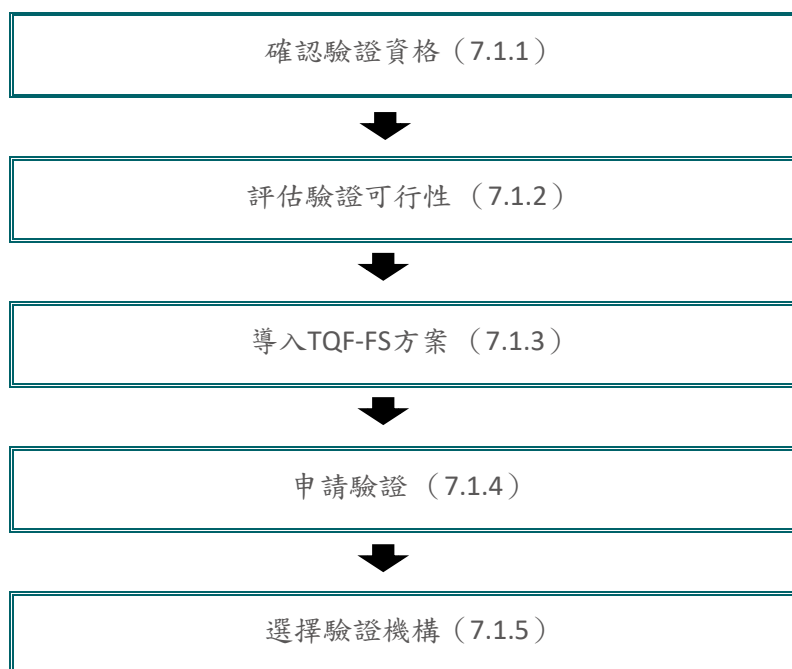 確認驗證資格（7.1.1）
評估驗證可行性 （7.1.2）
導入TQF-FS方案 （7.1.3）
申請驗證 （7.1.4）
選擇驗證機構（7.1.5）